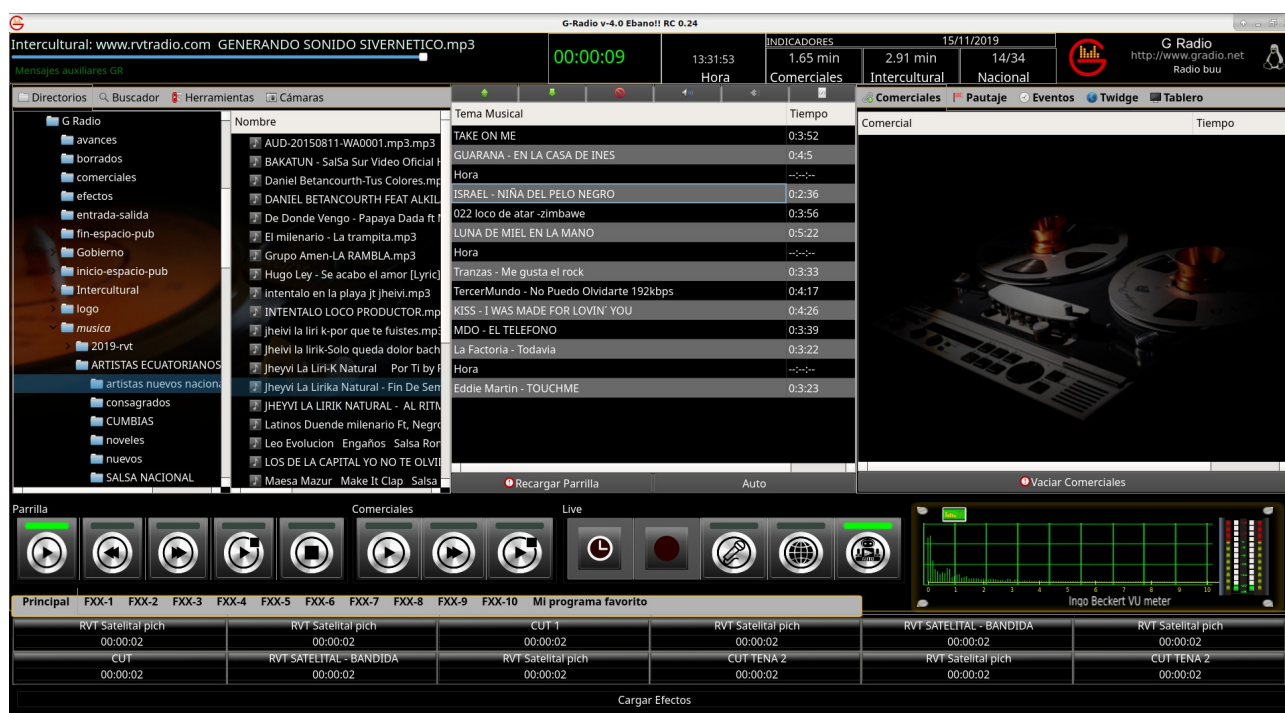 G-Radio v-4.0 Ebano!! RC 0.24
Intercultural: www.rvtradio.com GENERANDO SONIDO SIVERNETICO.mp3
Mensajes auxiliares GR
00:00:09
13:31:53
Hora
INDICADORES
15/11/2019
1.65 min
2.91 min
14/34
Comerciales
Intercultural
Nacional
G Radio
http://www.gradio.net
Radio buu
Directorios
Buscador
Herramientas
Cámaras
G Radio
avances
borrados
comerciales
efectos
entrada-salida
fin-espacio-pub
Gobierno
inicio-espacio-pub
Intercultural
logo
musica
2019-rvt
ARTISTAS ECUATORIANOS
artistas nuevos naciona
consagrados
CUMBIAS
noveles
nuevos
SALSA NACIONAL
Nombre
AUD-20150811-WA0001.mp3.mp3
BAKATUN - SalSa Sur Video Oficial H
Daniel Betancourth-Tus Colores.mp
DANIEL BETANCOURTH FEAT ALKIL
De Donde Vengo - Papaya Dada ft
El milenario - La trampita.mp3
Grupo Amen-LA RAMBLA.mp3
Hugo Ley - Se acabo el amor [Lyric]
intentalo en la playa jt jheivi.mp3
INTENTALO LOCO PRODUCTOR.mp
jheivi la liri k-por que te fuistes.mp3
Jheivi la lirik-Solo queda dolor bach
Jheyvi La Liri-K Natural Por Ti by
Jheyvi La Lirika Natural - Fin De Sem
JHEYVI LA LIRIK NATURAL - AL RITM
Latinos Duende milenario Ft, Negro
Leo Evolucion Engaños Salsa Ron
LOS DE LA CAPITAL YO NO TE OLVI
Maesa Mazur Make It Clap Salsa
Tema Musical Tiempo
TAKE ON ME 0:3:52
GUARANA - EN LA CASA DE INES 0:4:5
Hora --:--:--
ISRAEL - NIÑA DEL PELO NEGRO 0:2:36
022 loco de atar -zimbawe 0:3:56
LUNA DE MIEL EN LA MANO 0:5:22
Hora --:--:--
Tranzas - Me gusta el rock 0:3:33
TercerMundo - No Puedo Olvidarte 192kbps 0:4:17
KISS - I WAS MADE FOR LOVIN´ YOU 0:4:26
MDO - EL TELEFONO 0:3:39
La Factoria - Todavia 0:3:22
Hora --:--:--
Eddie Martin - TOUCHME 0:3:23
Recargar Parrilla
Auto
Comerciales
Pautaje
Eventos
Twidge
Tablero
Comercial Tiempo
Vaciar Comerciales
Parrilla
Comerciales
Live
0 1 2 3 4 5 6 7 8 9 10
Ingo Beckert VU meter
Principal FXX-1 FXX-2 FXX-3 FXX-4 FXX-5 FXX-6 FXX-7 FXX-8 FXX-9 FXX-10 Mi programa favorito
RVT Satelital pich RVT Satelital pich CUT 1 RVT Satelital pich RVT SATELITAL - BANDIDA RVT Satelital pich
00:00:02 00:00:02 00:00:02 00:00:02 00:00:02 00:00:02
CUT RVT SATELITAL - BANDIDA RVT Satelital pich CUT TENA 2 RVT Satelital pich CUT TENA 2
00:00:02 00:00:02 00:00:02 00:00:02 00:00:02 00:00:02
Cargar Efectos